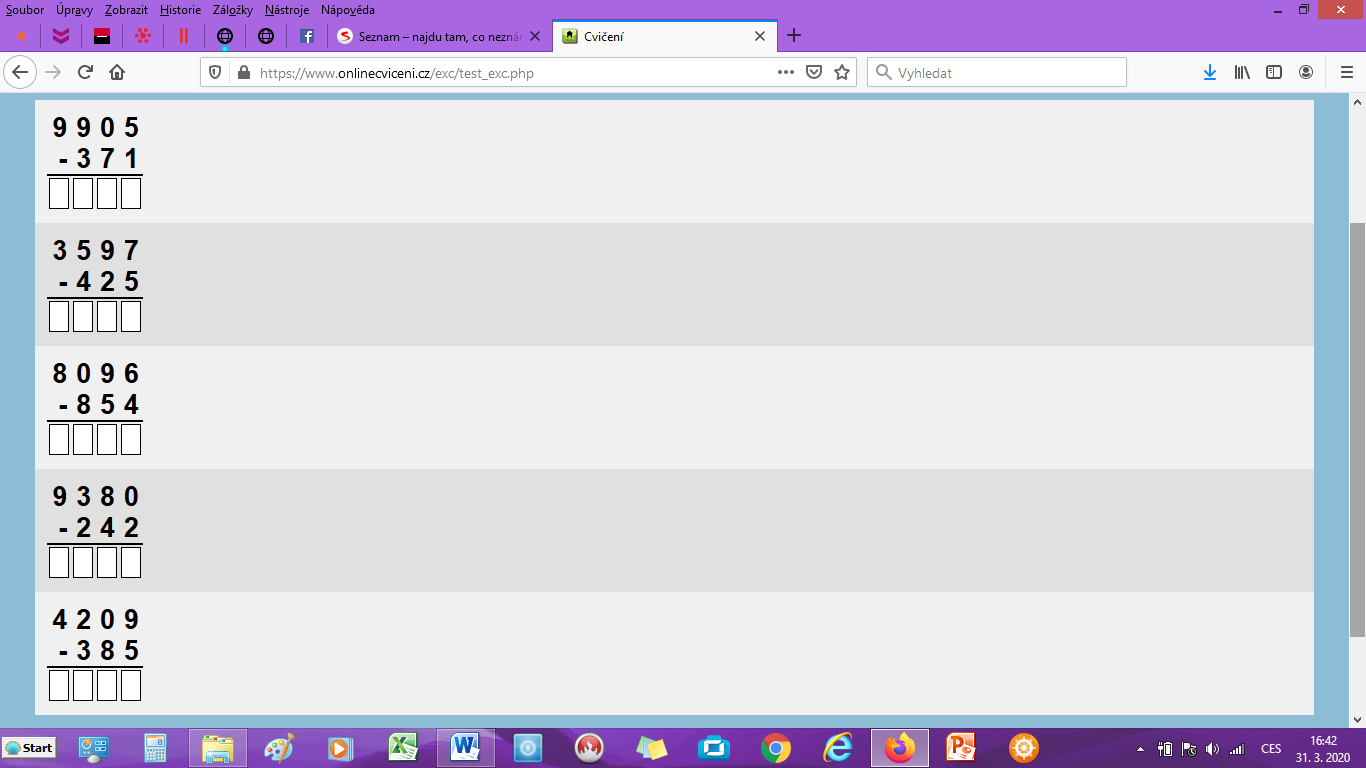 Soubor Úpravy Zobrazit Historie Záložky Nástroje Nápověda
Seznam – najdu tam, co neznám
Cvičení
https://www.onlinecviceni.cz/exc/test_exc.php
Vyhledat
9 9 0 5
- 3 7 1
3 5 9 7
- 4 2 5
8 0 9 6
- 8 5 4
9 3 8 0
- 2 4 2
4 2 0 9
- 3 8 5
Start
CES
16:42
31. 3. 2020